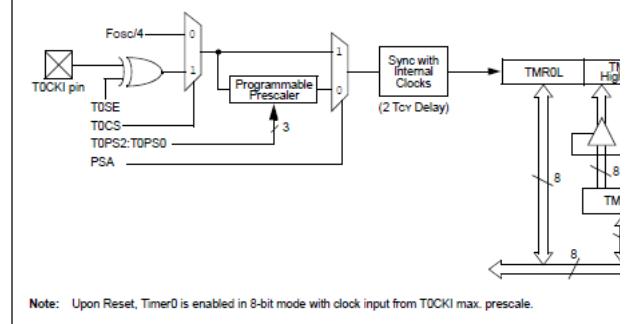 Fosc/4
0
1
T0CKI pin
1
0
T0SE
T0CS
T0PS2:T0PS0
PSA
Programmable
Prescaler
3
Sync with
Internal
Clocks
(2 TCY Delay)
TMR0L
High
8
8
8
Note: Upon Reset, Timer0 is enabled in 8-bit mode with clock input from T0CKI max. prescale.